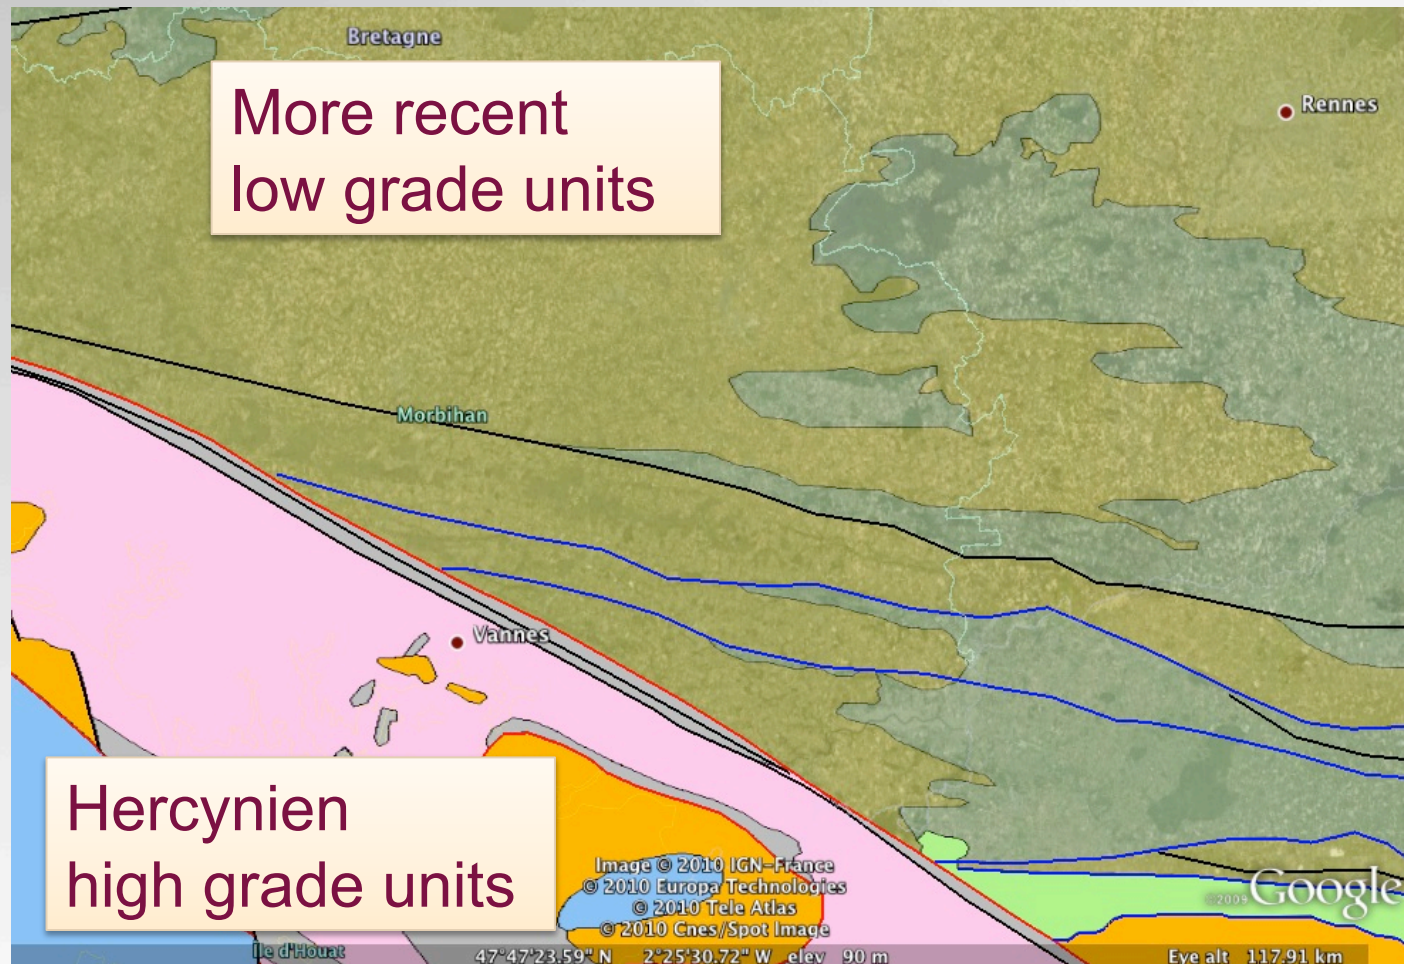 Bretagne
More recent
low grade units
Rennes
Morbihan
Vannes
Hercynien
high grade units
Image © 2010 IGN-France
© 2010 Europa Technologies
© 2010 Tele Atlas
© 2010 Cnes/Spot Image
©2009 Google
Ile d'Houat
47°47'23.59" N 2°25'30.72" W elev 90 m
Eye alt 117.91 km